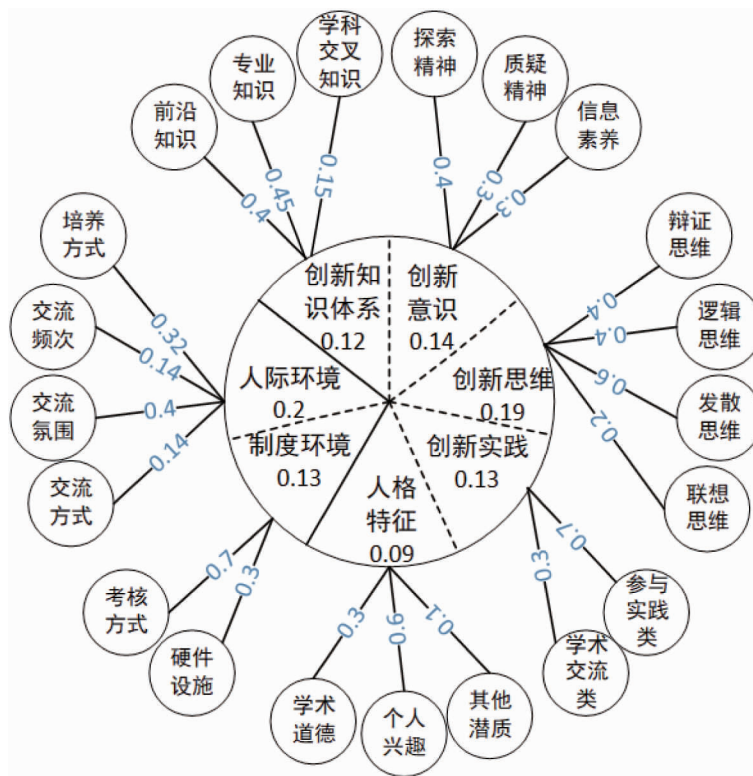 学科
交叉
知识
探索
精神
专业
知识
质疑
精神
前沿
知识
信息
素养
0.4
0.45
0.15
0.4
0.3
0.3
培养
方式
交流
频次
交流
氛围
交流
方式
0.32
0.14
0.4
0.14
辩证
思维
逻辑
思维
发散
思维
联想
思维
0.4
0.4
0.6
0.2
创新知
识体系
0.12
创新
意识
0.14
人际环境
0.2
创新思维
0.19
制度环境
0.13
创新实践
0.13
人格
特征
0.09
0.7
0.3
考核
方式
硬件
设施
0.3
0.6
0.1
学术
道德
个人
兴趣
其他
潜质
0.3
0.7
学术
交流
类
参与
实践
类